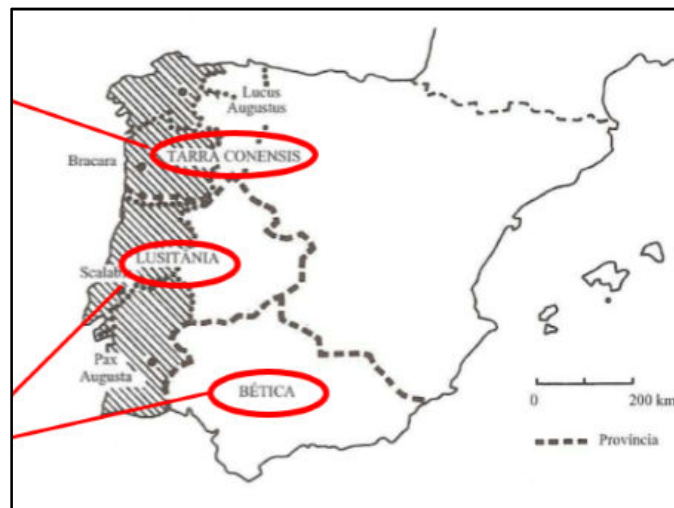 Lucus
Augustus
Bracara
TARRA CONENSIS
LUSITÂNIA
Scalab
Pax
Augusta
BÉTICA
0 200 km
Província